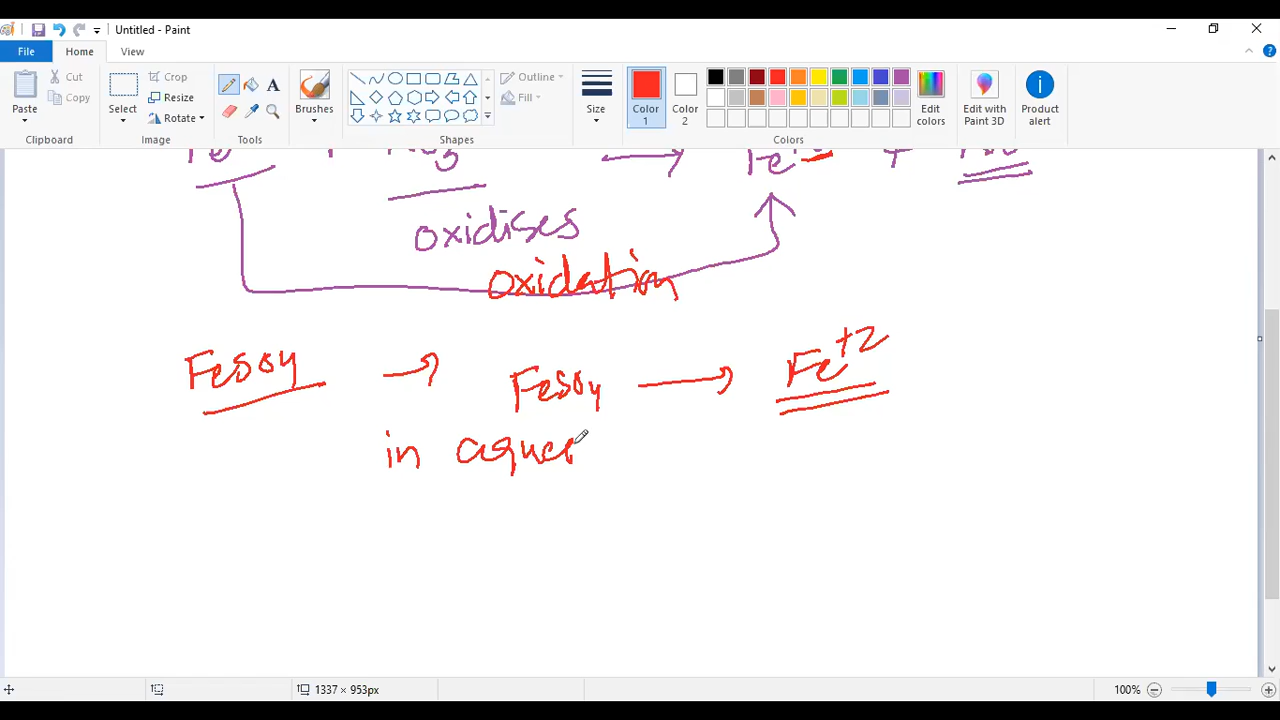 Untitled - Paint
File Home View
Paste
Cut
Copy
Clipboard
Select
Crop
Resize
Rotate
Image
Tools
Brushes
Outline
Fill
Shapes
Size
Color 1
Color 2
Colors
Edit colors
Edit with Paint 3D
Product alert
oxidises
oxidation
FeSO4 → FeSO4 → Fe+2
in aque
1337 × 953px
100%